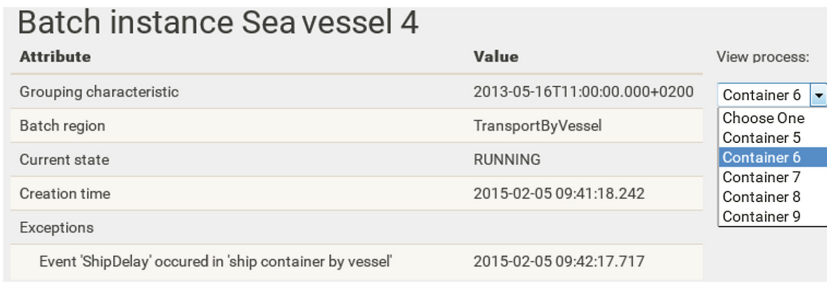 Batch instance Sea vessel 4
Attribute Value View process:
Grouping characteristic 2013-05-16T11:00:00.000+0200 Container 6
Choose One
Batch region TransportByVessel Container 5
Current state RUNNING Container 6
Container 7
Creation time 2015-02-05 09:41:18.242 Container 8
Container 9
Exceptions
Event 'ShipDelay' occured in 'ship container by vessel' 2015-02-05 09:42:17.717